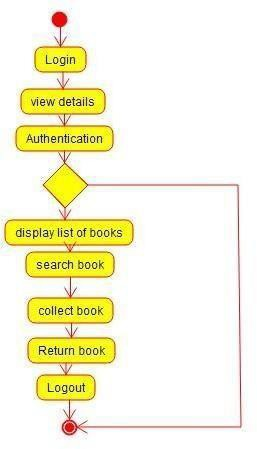 Login
view details
Authentication
display list of books
search book
collect book
Return book
Logout